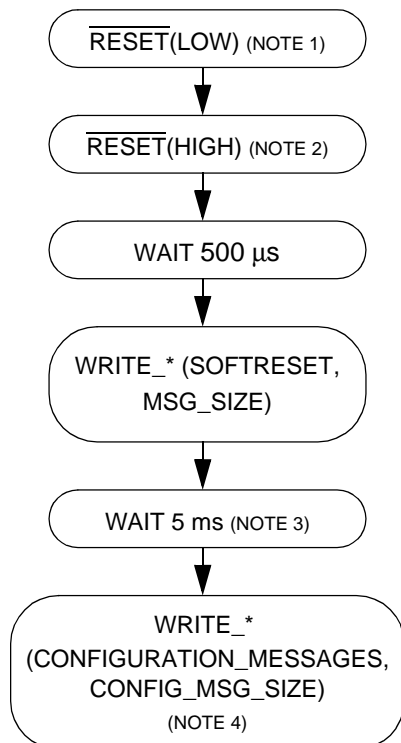 RESET(LOW) (NOTE 1)
RESET(HIGH) (NOTE 2)
WAIT 500 μs
WRITE_* (SOFTRESET,
MSG_SIZE)
WAIT 5 ms (NOTE 3)
WRITE_*
(CONFIGURATION_MESSAGES,
CONFIG_MSG_SIZE)
(NOTE 4)